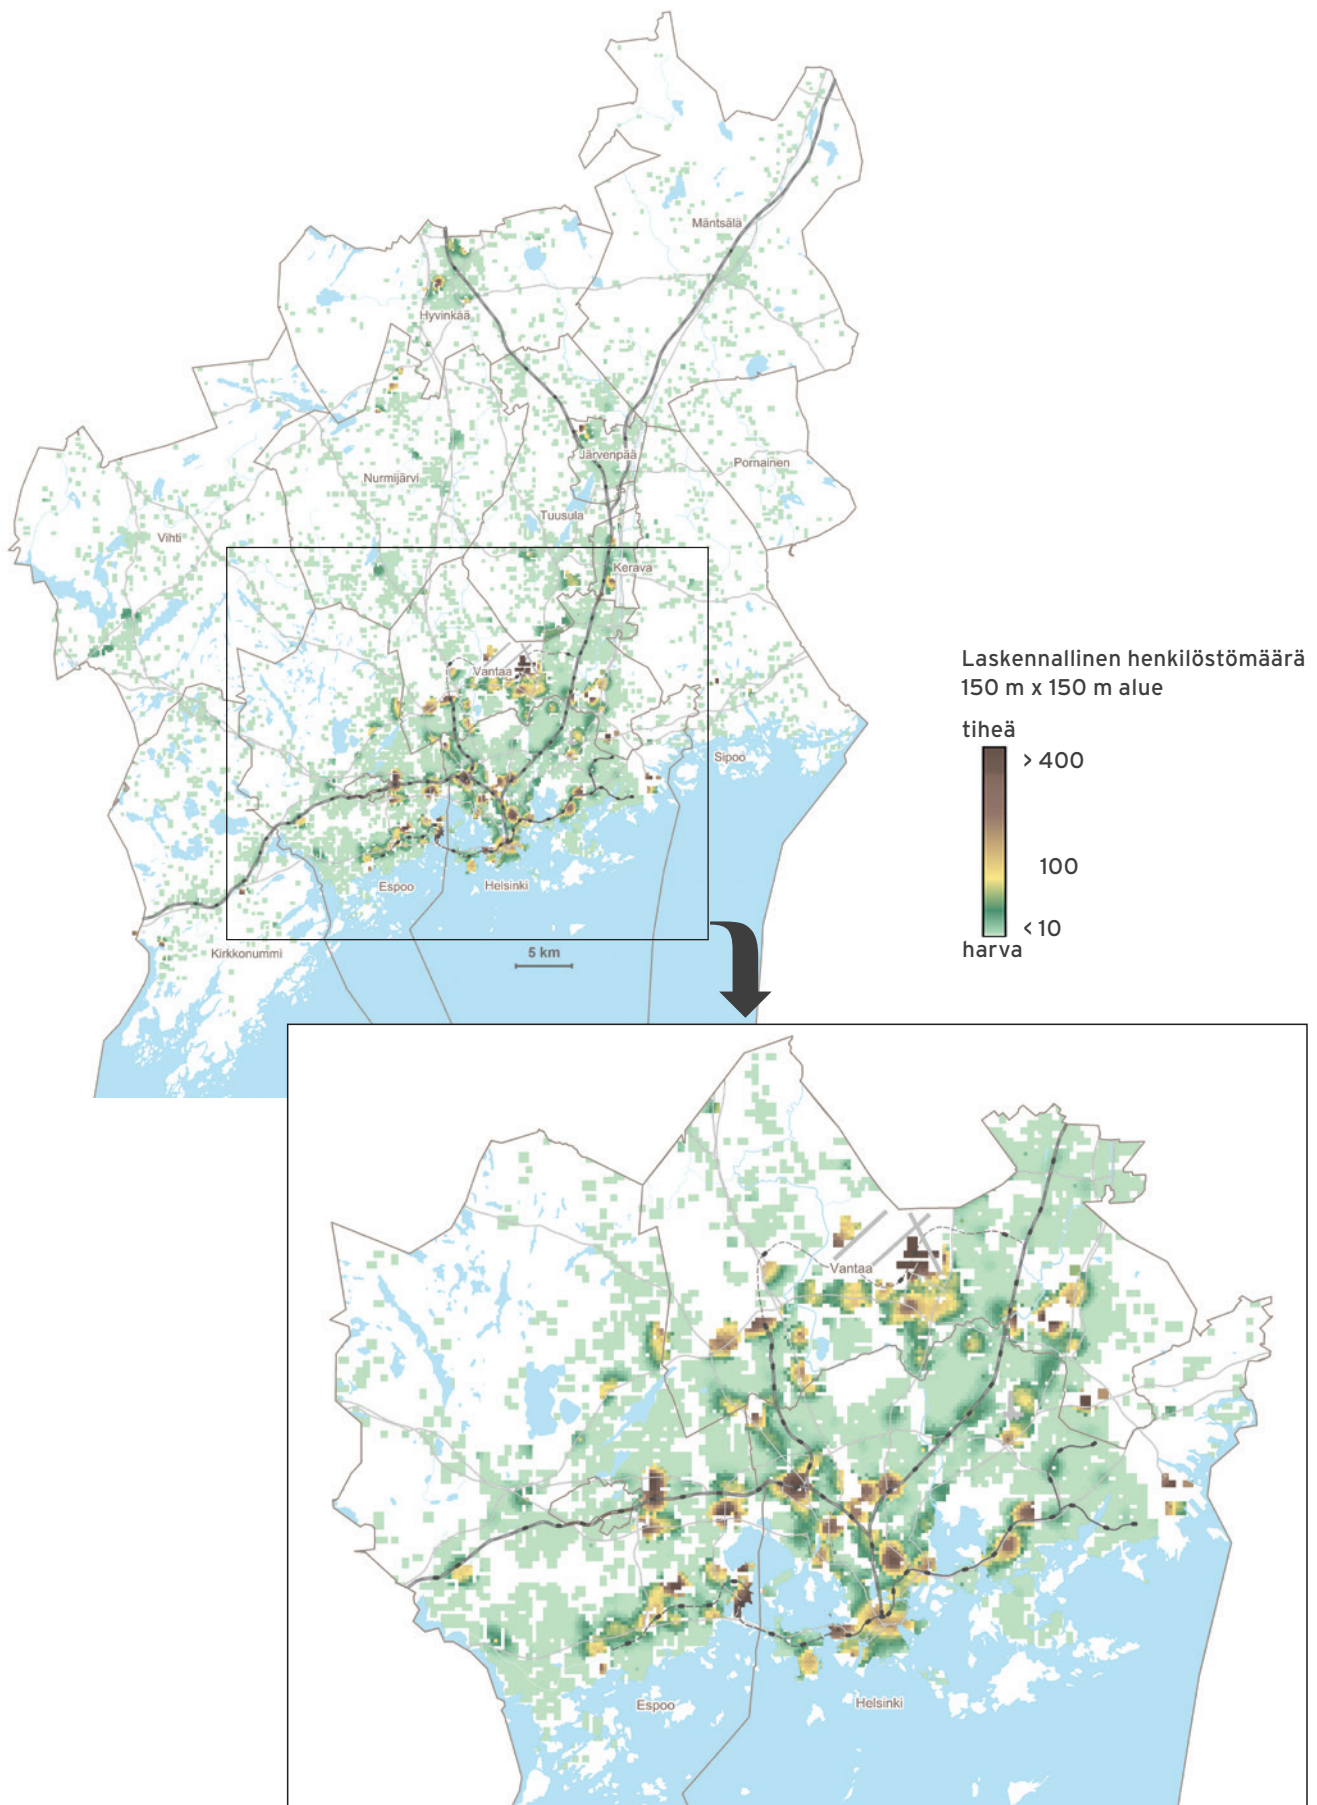 Mäntsälä
Hyvinkää
Järvenpää
Pornainen
Nurmijärvi
Tuusula
Vihti
Kerava
Vantaa
Sipoo
Espoo
Helsinki
Kirkkonummi
5 km
Laskennallinen henkilöstömäärä
150 m x 150 m alue
tiheä
> 400
100
< 10
harva
Vantaa
Espoo
Helsinki